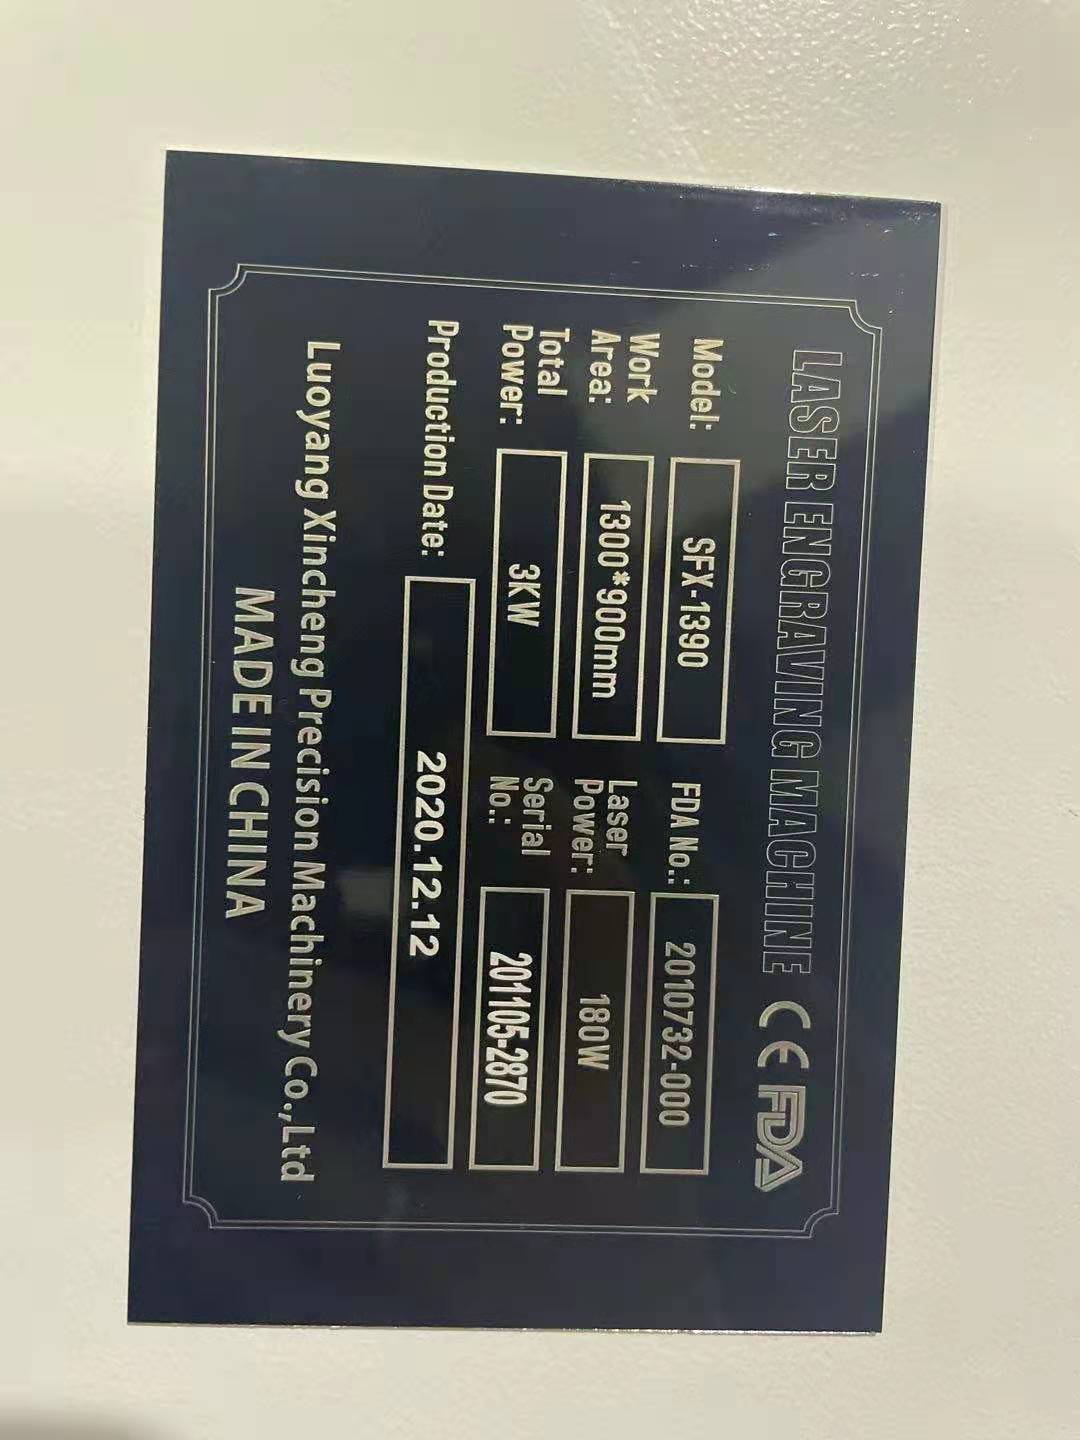 LASER ENGRAVING MACHINE CE FDA
Model: SFX-1390 FDA No.: 2010732-000
Work Area: 1300*900mm Laser Power: 180W
Total Power: 3KW Serial No.: 201105-2870
Production Date: 2020.12.12
Luoyang Xincheng Precision Machinery Co.,Ltd
MADE IN CHINA